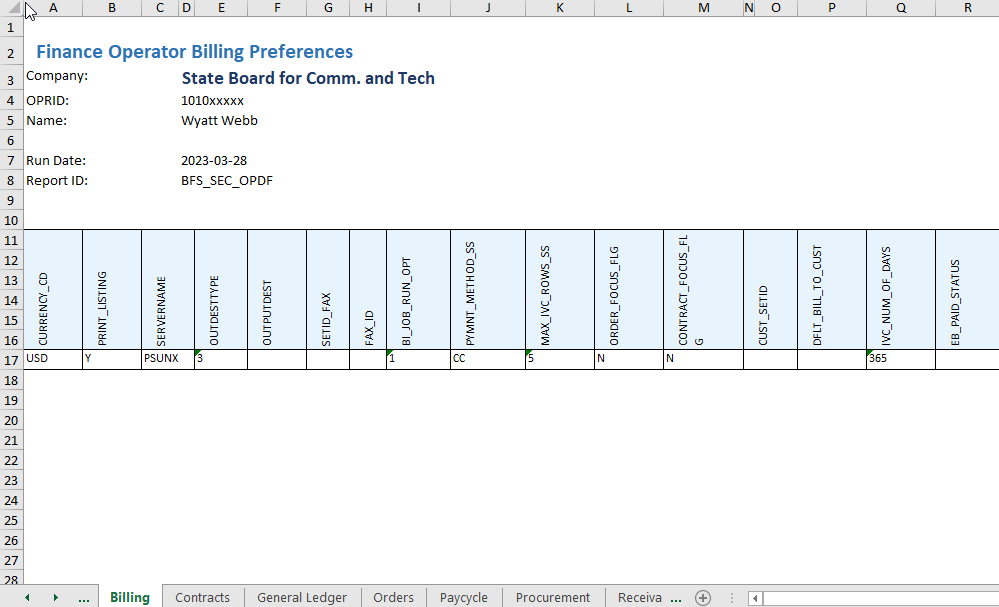 A B C D E F G H I J K L M N O P Q R
1
2 Finance Operator Billing Preferences
3 Company: State Board for Comm. and Tech
4 OPRID: 1010xxxxx
5 Name: Wyatt Webb
6
7 Run Date: 2023-03-28
8 Report ID: BFS_SEC_OPDF
9
10
11
12
13
14
15
16
CURRENCY_CD
PRINT_LISTING
SERVERNAME
OUTDESTTYPE
OUTPUTDEST
SETID_FAX
FAX_ID
BI_JOB_RUN_OPT
PYMNT_METHOD_SS
MAX_IVC_ROWS_SS
ORDER_FOCUS_FLG
CONTRACT_FOCUS_FL
G
CUST_SETID
DFLT_BILL_TO_CUST
IVC_NUM_OF_DAYS
EB_PAID_STATUS
17 USD Y PSUNX 3 1 CC 5 N N 365
18
19
20
21
22
23
24
25
26
27
28
... Billing Contracts General Ledger Orders Paycycle Procurement Receiva ...